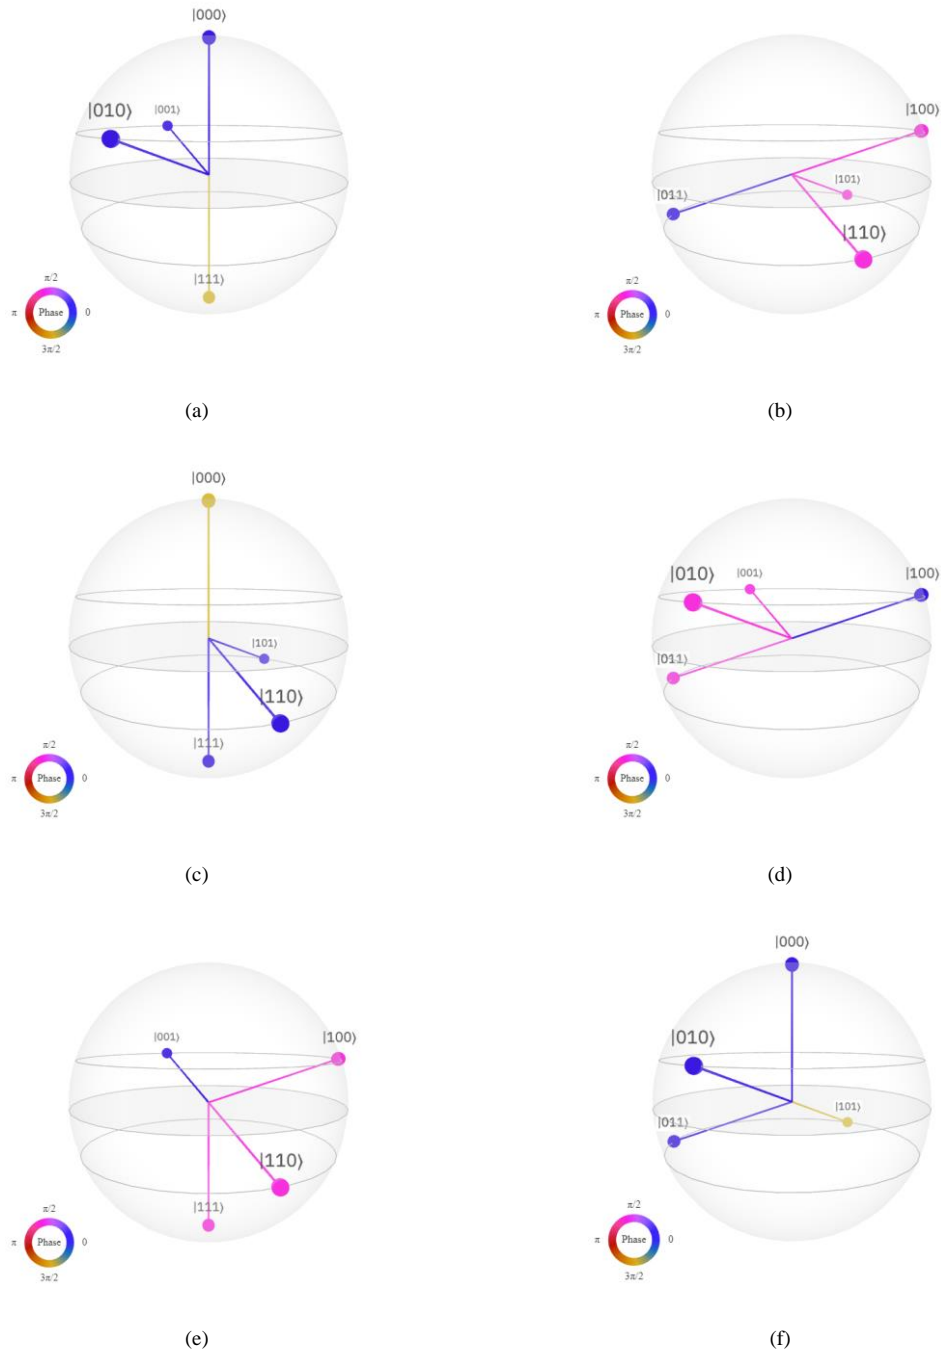 |000⟩
|010⟩
|001⟩
|111⟩
π/2
π
Phase
0
3π/2
(a)
|100⟩
|101⟩
|011⟩
|110⟩
π/2
π
Phase
0
3π/2
(b)
|000⟩
|101⟩
|110⟩
|111⟩
π/2
π
Phase
0
3π/2
(c)
|010⟩
|001⟩
|100⟩
|011⟩
π/2
π
Phase
0
3π/2
(d)
|001⟩
|100⟩
|110⟩
|111⟩
π/2
π
Phase
0
3π/2
(e)
|000⟩
|010⟩
|101⟩
|011⟩
π/2
π
Phase
0
3π/2
(f)